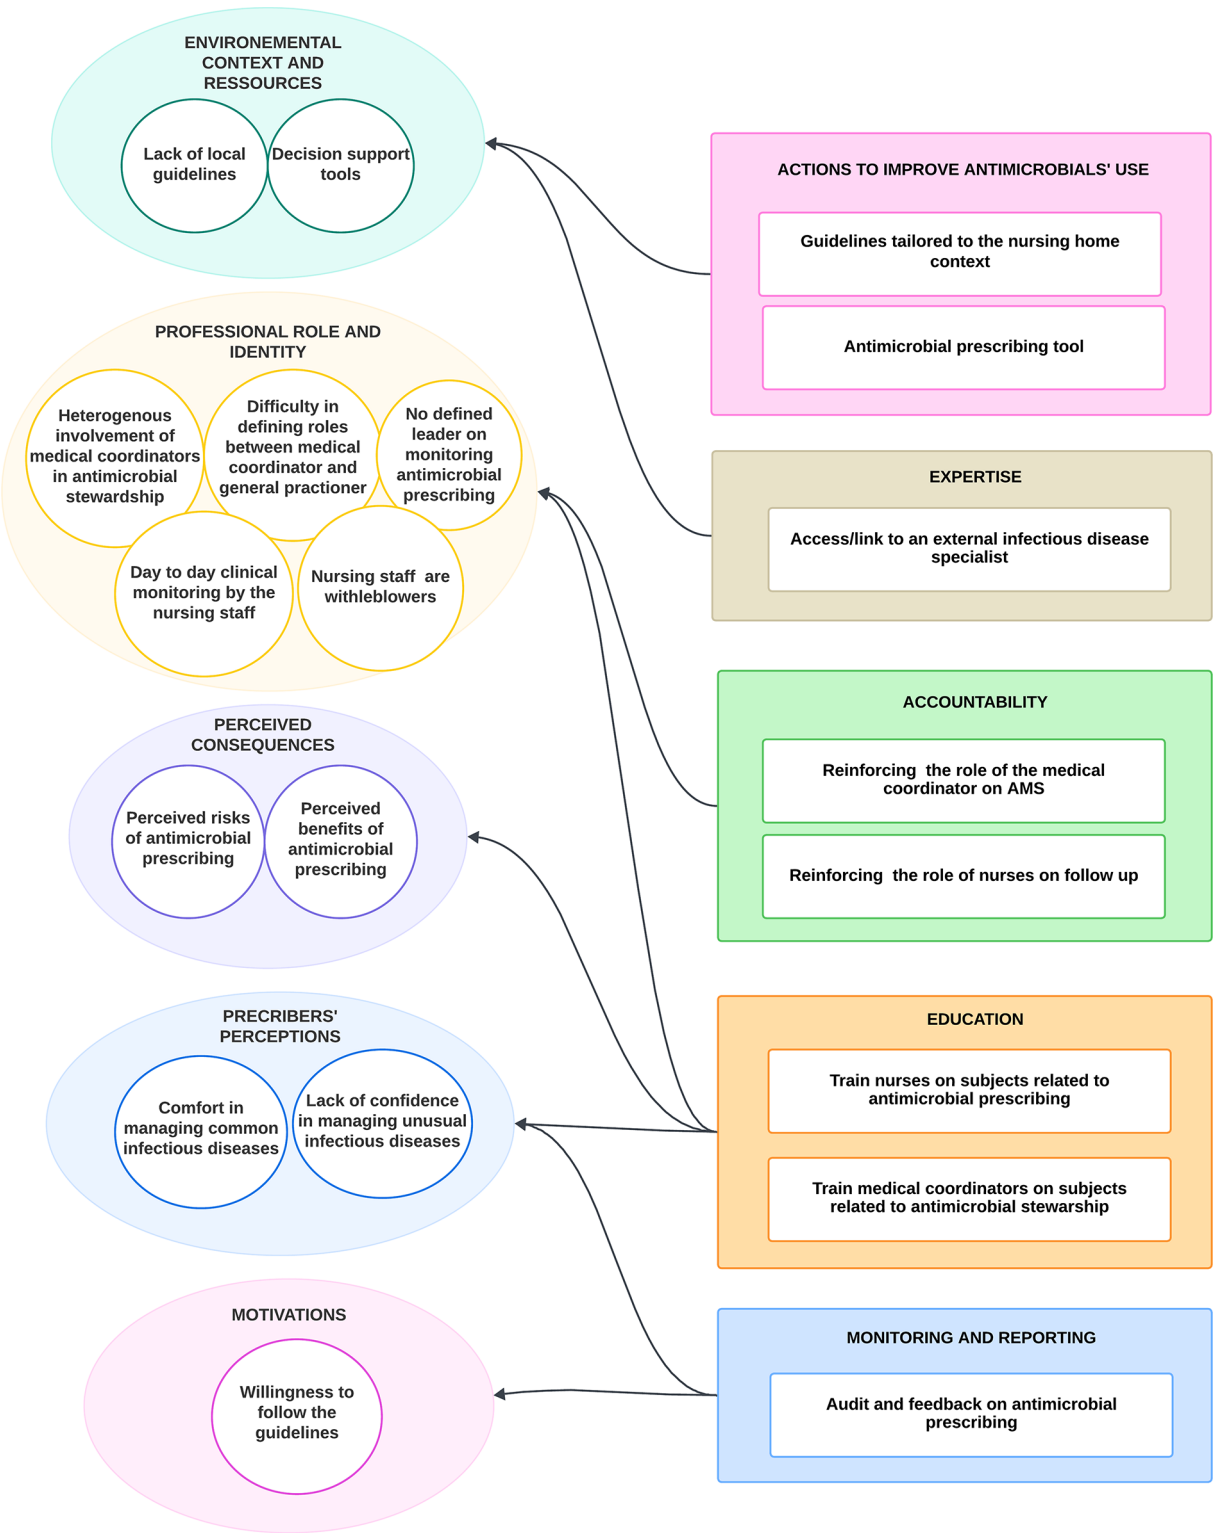 ENVIRONEMENTAL
CONTEXT AND
RESSOURCES
Lack of local
guidelines
Decision support
tools
PROFESSIONAL ROLE AND
IDENTITY
Heterogenous
involvement of
medical coordinators
in antimicrobial
stewardship
Difficulty in
defining roles
between medical
coordinator and
general practioner
No defined
leader on
monitoring
antimicrobial
prescribing
Day to day clinical
monitoring by the
nursing staff
Nursing staff  are
withleblowers
PERCEIVED
CONSEQUENCES
Perceived risks
of antimicrobial
prescribing
Perceived
benefits of
antimicrobial
prescribing
PRECRIBERS'
PERCEPTIONS
Comfort in
managing common
infectious diseases
Lack of confidence
in managing unusual
infectious diseases
MOTIVATIONS
Willingness to
follow the
guidelines
ACTIONS TO IMPROVE ANTIMICROBIALS' USE
Guidelines tailored to the nursing home
context
Antimicrobial prescribing tool
EXPERTISE
Access/link to an external infectious disease
specialist
ACCOUNTABILITY
Reinforcing  the role of the medical
coordinator on AMS
Reinforcing  the role of nurses on follow up
EDUCATION
Train nurses on subjects related to
antimicrobial prescribing
Train medical coordinators on subjects
related to antimicrobial stewarship
MONITORING AND REPORTING
Audit and feedback on antimicrobial
prescribing